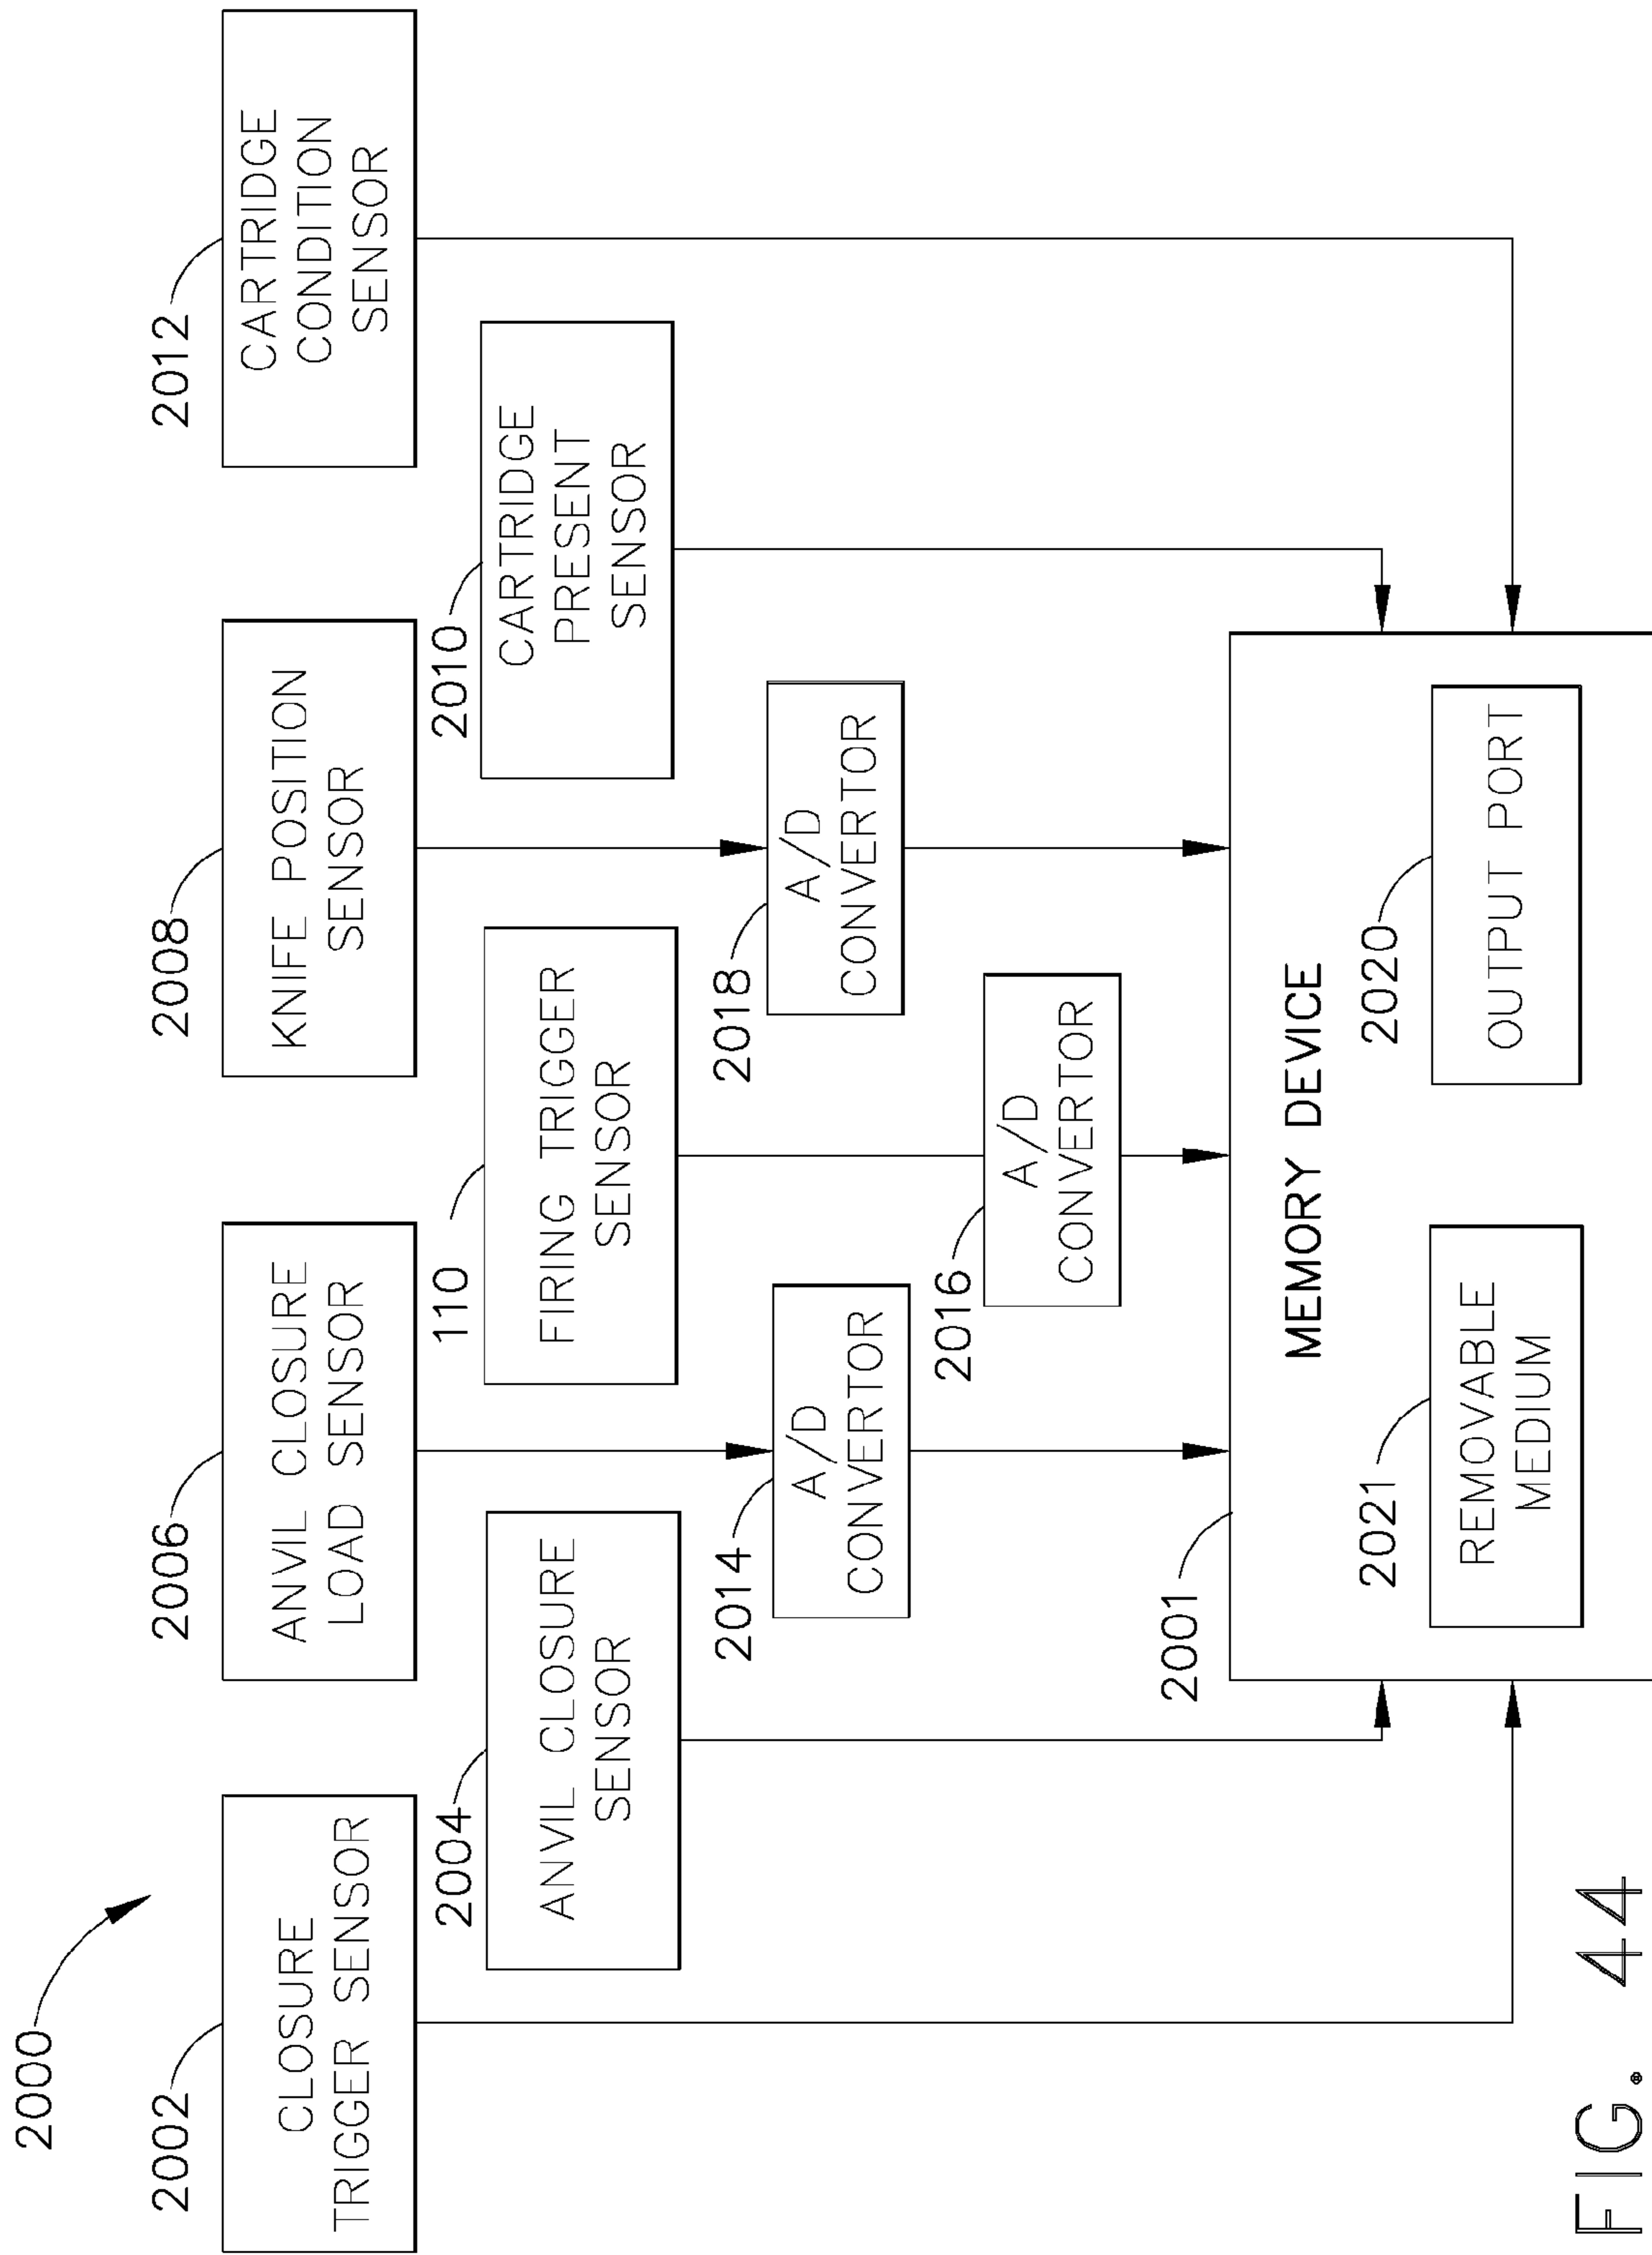 2000
2002
CLOSURE
TRIGGER SENSOR
2006
ANVIL CLOSURE
LOAD SENSOR
2008
KNIFE POSITION
SENSOR
2012
CARTRIDGE
CONDITION
SENSOR
2004
ANVIL CLOSURE
SENSOR
110
FIRING TRIGGER
SENSOR
2010
CARTRIDGE
PRESENT
SENSOR
2014
A/D
CONVERTOR
2018
A/D
CONVERTOR
2016
A/D
CONVERTOR
2001
MEMORY DEVICE
2021
REMOVABLE
MEDIUM
2020
OUTPUT PORT
FIG. 44